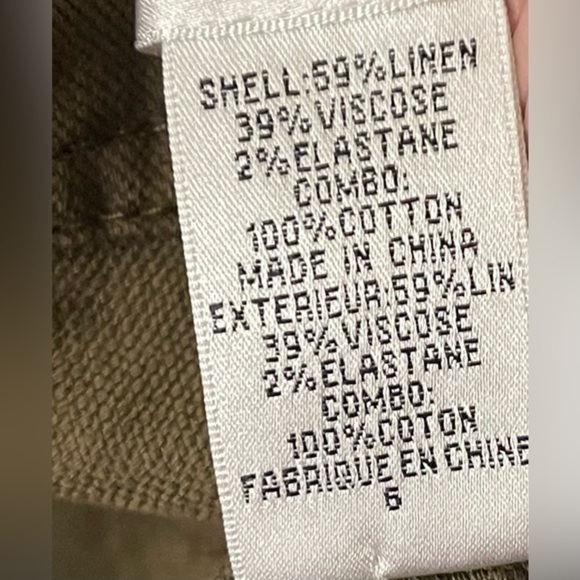 SHELL:59%LINEN
39%VISCOSE
2%ELASTANE
COMBO:
100%COTTON
MADE IN CHINA
EXTERIEUR:59%LIN
39%VISCOSE
2%ELASTANE
COMBO:
100%COTON
FABRIQUE EN CHINE
6